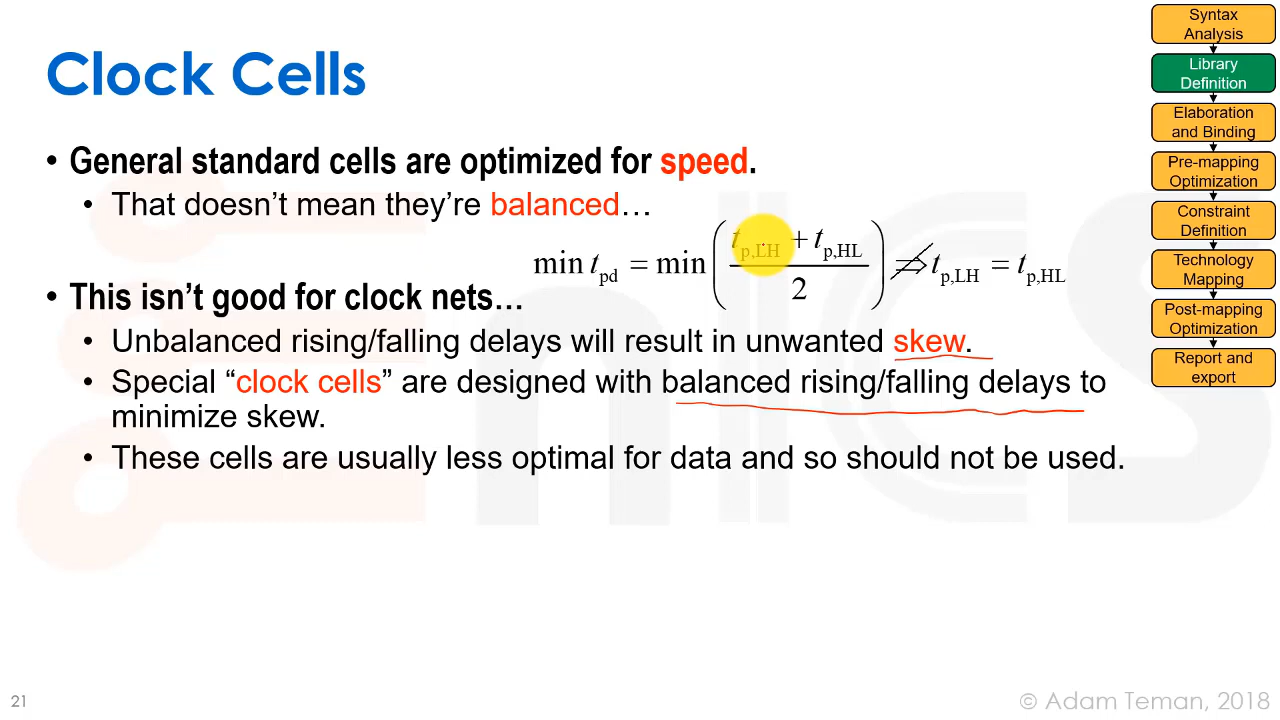 Clock Cells
• General standard cells are optimized for speed.
• That doesn't mean they're balanced…
min t_pd = min( (t_p,LH + t_p,HL) / 2 ) ⇏ t_p,LH = t_p,HL
• This isn't good for clock nets…
• Unbalanced rising/falling delays will result in unwanted skew.
• Special “clock cells” are designed with balanced rising/falling delays to
minimize skew.
• These cells are usually less optimal for data and so should not be used.
Syntax
Analysis
Library
Definition
Elaboration
and Binding
Pre-mapping
Optimization
Constraint
Definition
Technology
Mapping
Post-mapping
Optimization
Report and
export
nics
21
© Adam Teman, 2018